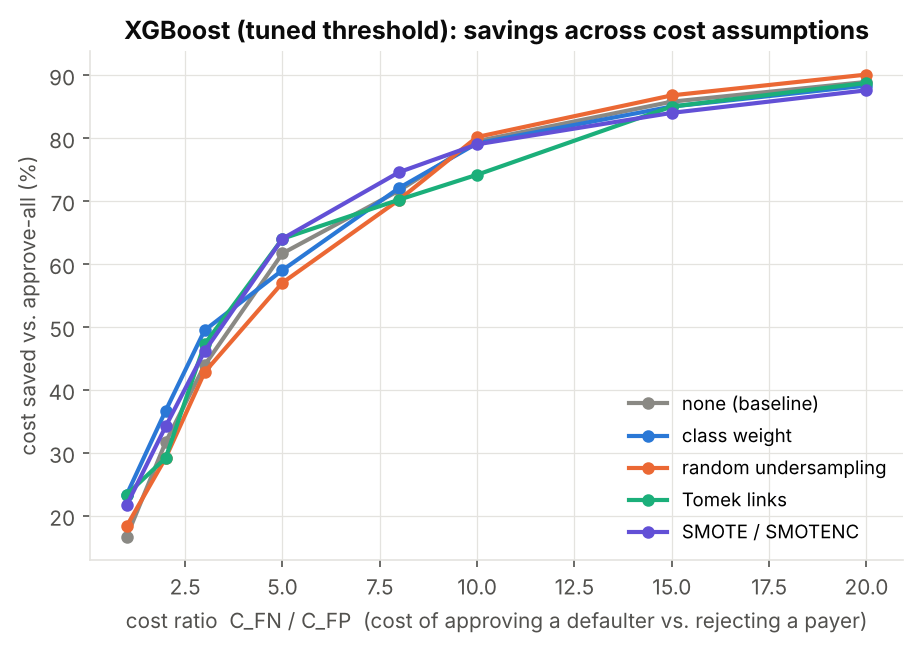 XGBoost (tuned threshold): savings across cost assumptions
cost saved vs. approve-all (%)
90
80
70
60
50
40
30
20
none (baseline)
class weight
random undersampling
Tomek links
SMOTE / SMOTENC
2.5 5.0 7.5 10.0 12.5 15.0 17.5 20.0
cost ratio C_FN / C_FP (cost of approving a defaulter vs. rejecting a payer)